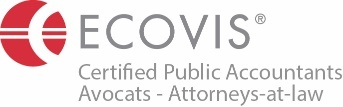 ECOVIS®
Certified Public Accountants
Avocats - Attorneys-at-law